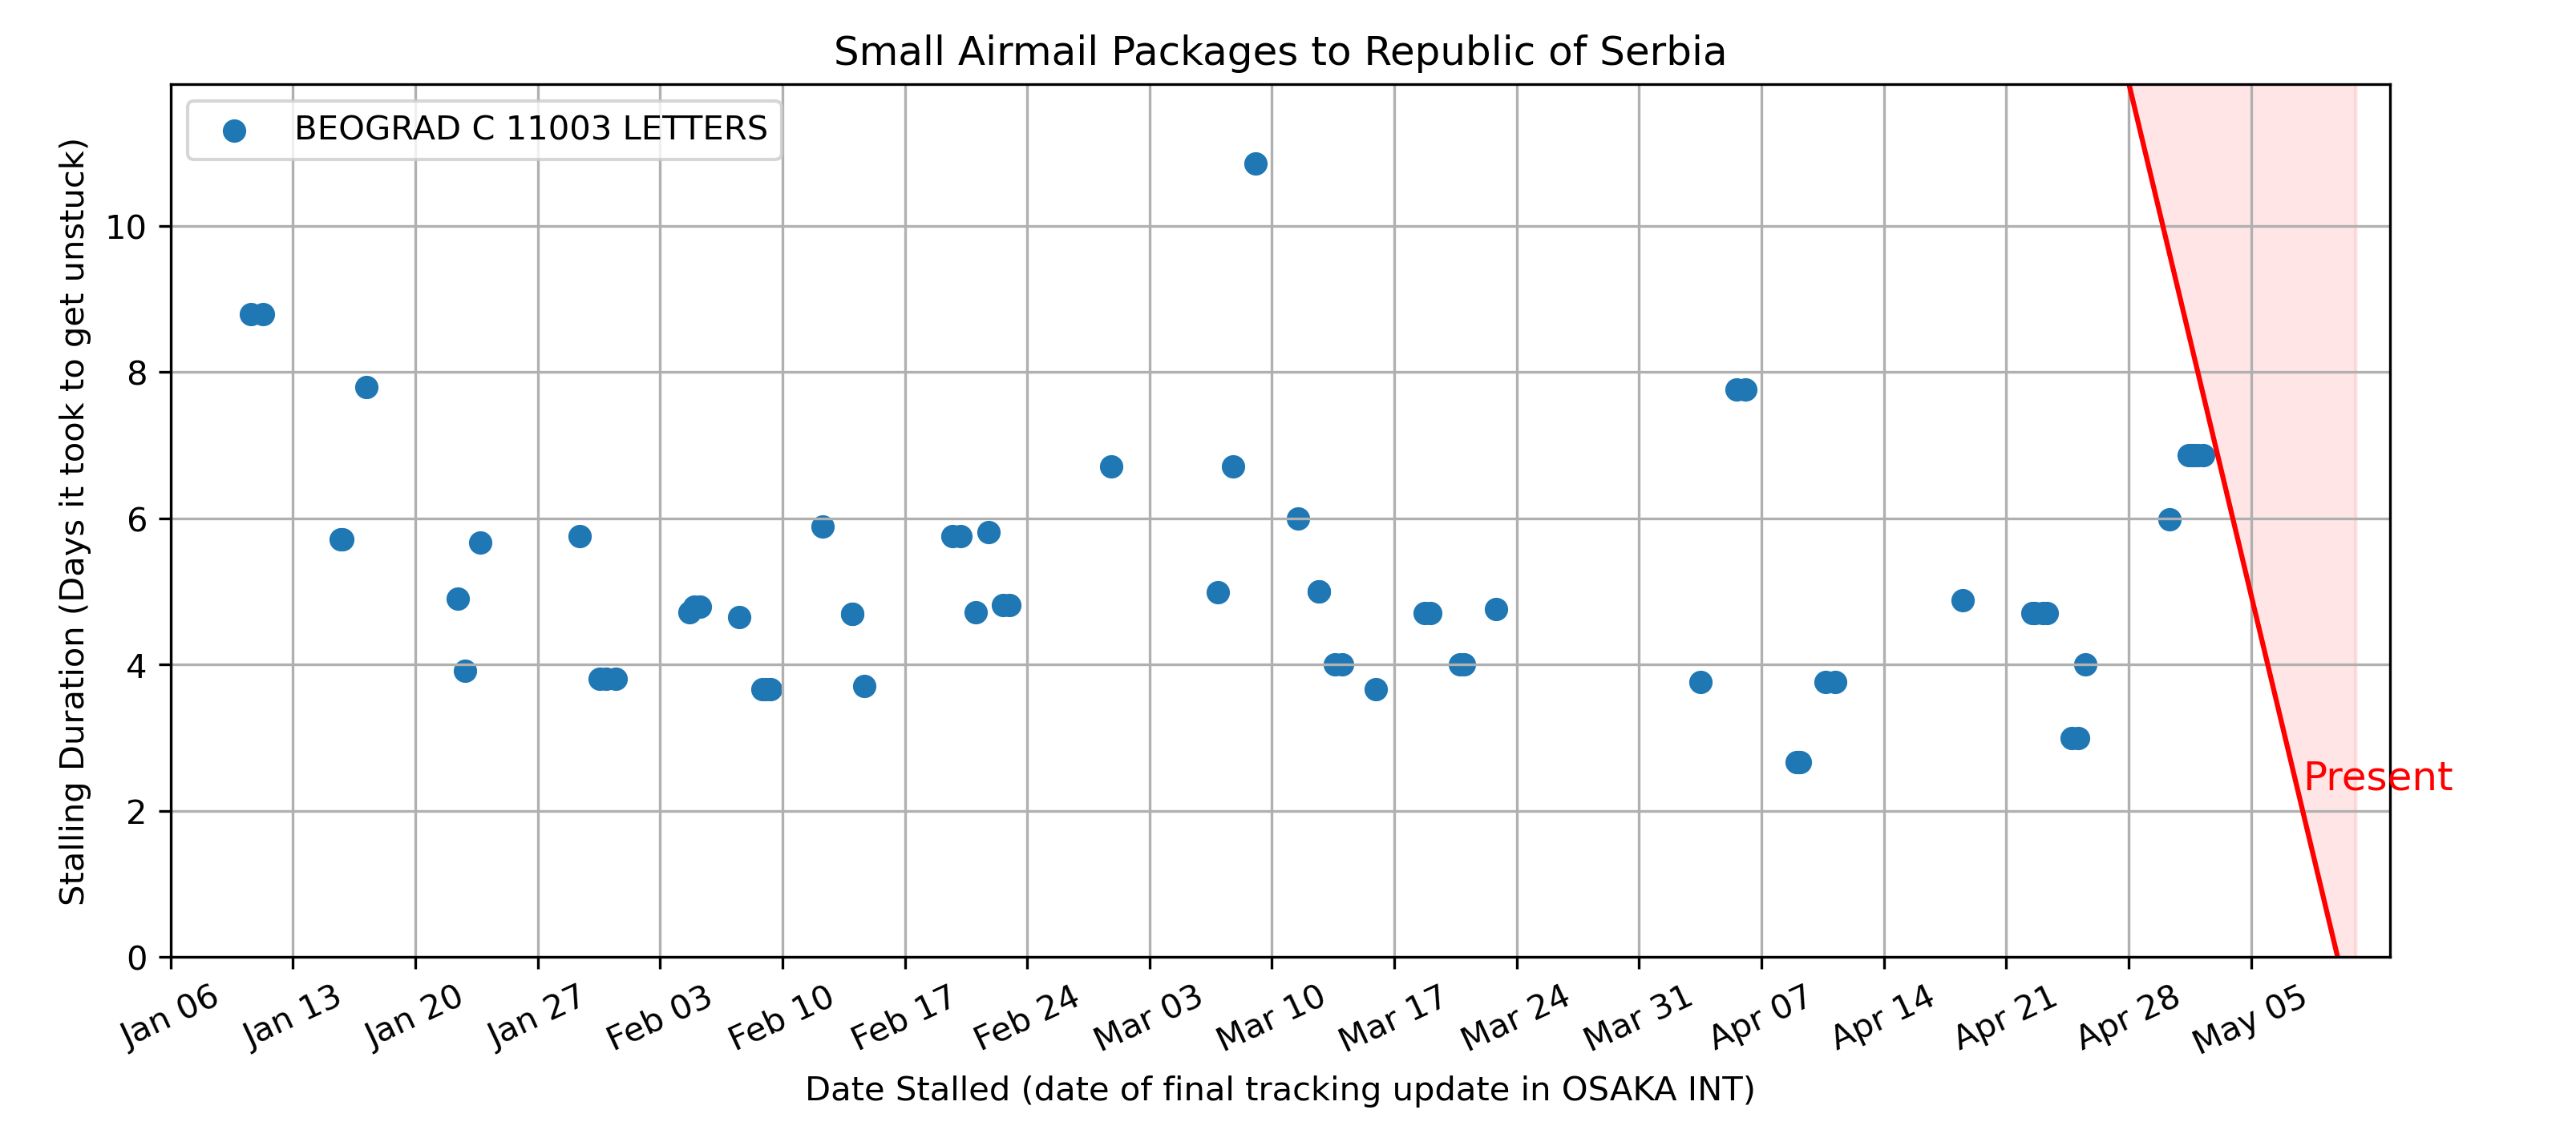 Small Airmail Packages to Republic of Serbia
BEOGRAD C 11003 LETTERS
Stalling Duration (Days it took to get unstuck)
10
8
6
4
2
0
Present
Jan 06
Jan 13
Jan 20
Jan 27
Feb 03
Feb 10
Feb 17
Feb 24
Mar 03
Mar 10
Mar 17
Mar 24
Mar 31
Apr 07
Apr 14
Apr 21
Apr 28
May 05
Date Stalled (date of final tracking update in OSAKA INT)